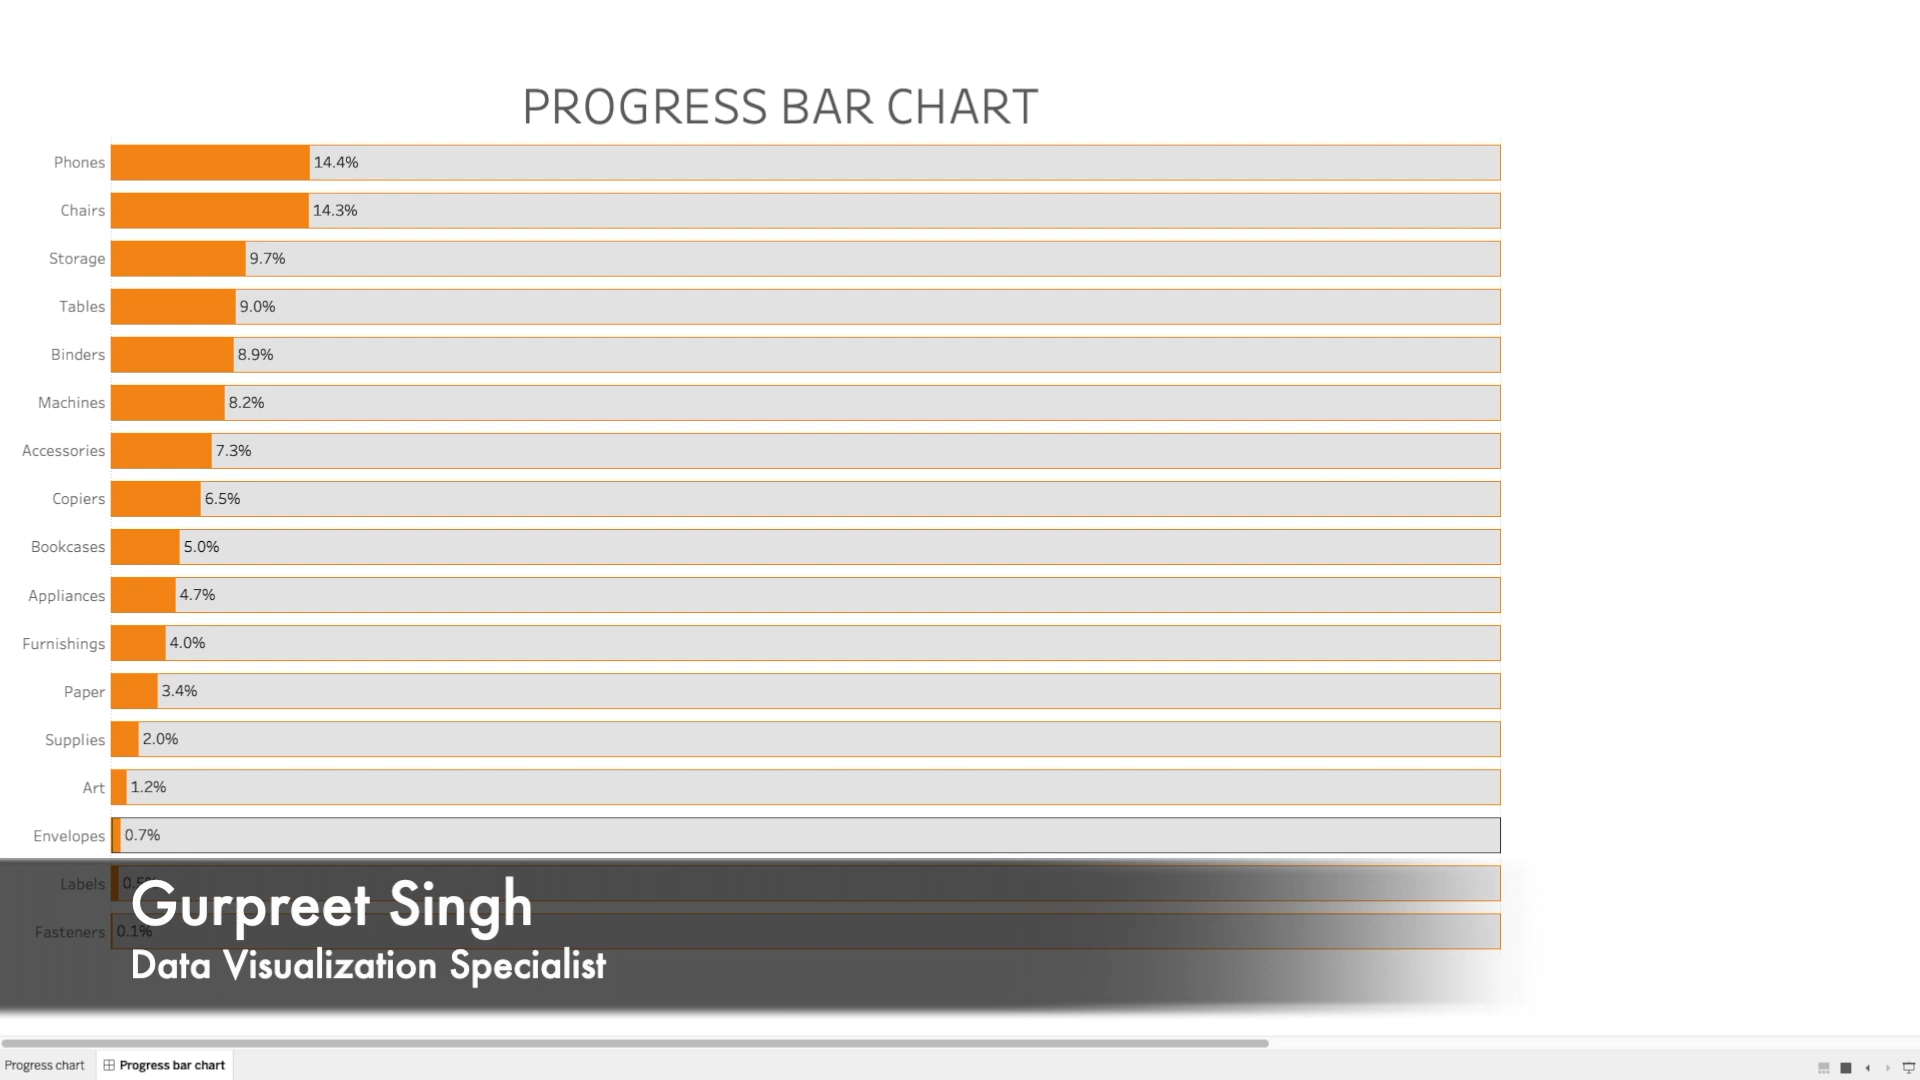 PROGRESS BAR CHART
Phones 14.4%
Chairs 14.3%
Storage 9.7%
Tables 9.0%
Binders 8.9%
Machines 8.2%
Accessories 7.3%
Copiers 6.5%
Bookcases 5.0%
Appliances 4.7%
Furnishings 4.0%
Paper 3.4%
Supplies 2.0%
Art 1.2%
Envelopes 0.7%
Labels
Gurpreet Singh
Fasteners 0.1%
Data Visualization Specialist
Progress chart Progress bar chart